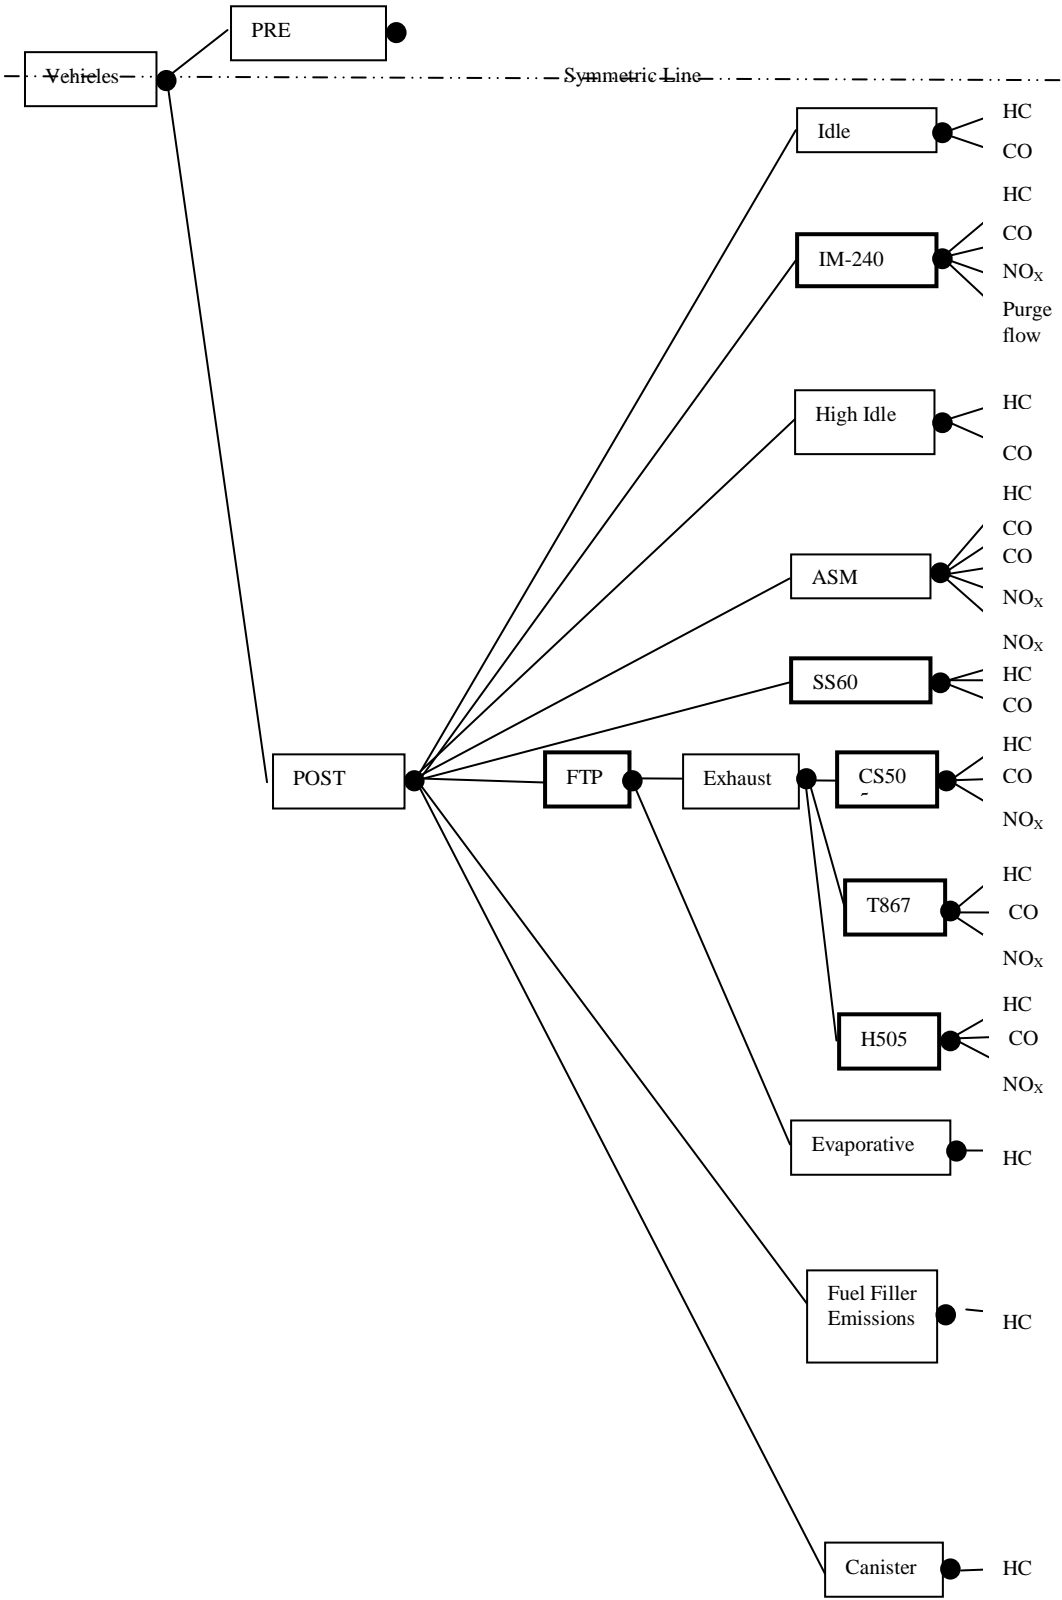 PRE
Vehicles
Symmetric Line
Idle
HC
CO
IM-240
HC
CO
NOX
Purge
flow
High Idle
HC
CO
ASM
HC
CO
CO
NOX
NOX
SS60
HC
CO
POST
FTP
Exhaust
CS50
HC
CO
NOX
T867
HC
CO
NOX
H505
HC
CO
NOX
Evaporative
HC
Fuel Filler
Emissions
HC
Canister
HC